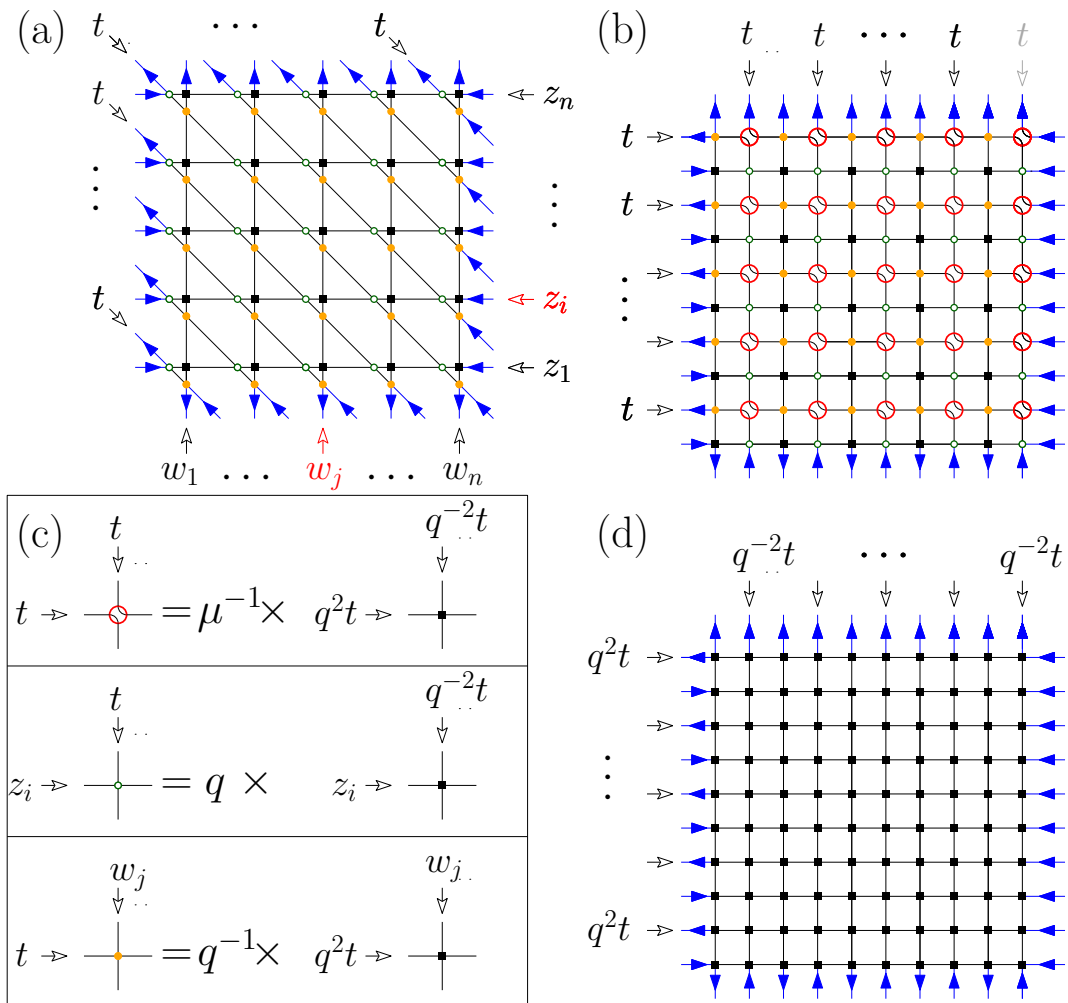 (a)
t
· · ·
t
t
z_n
⋮
⋮
t
z_i
z_1
w_1 · · · w_j · · · w_n
(b)
t t · · · t t
t
t
⋮
t
(c)
t q^{-2}t
t = μ^{-1}× q^2t
t q^{-2}t
z_i = q × z_i
w_j w_j
t = q^{-1}× q^2t
(d)
q^{-2}t · · · q^{-2}t
q^2t
⋮
q^2t